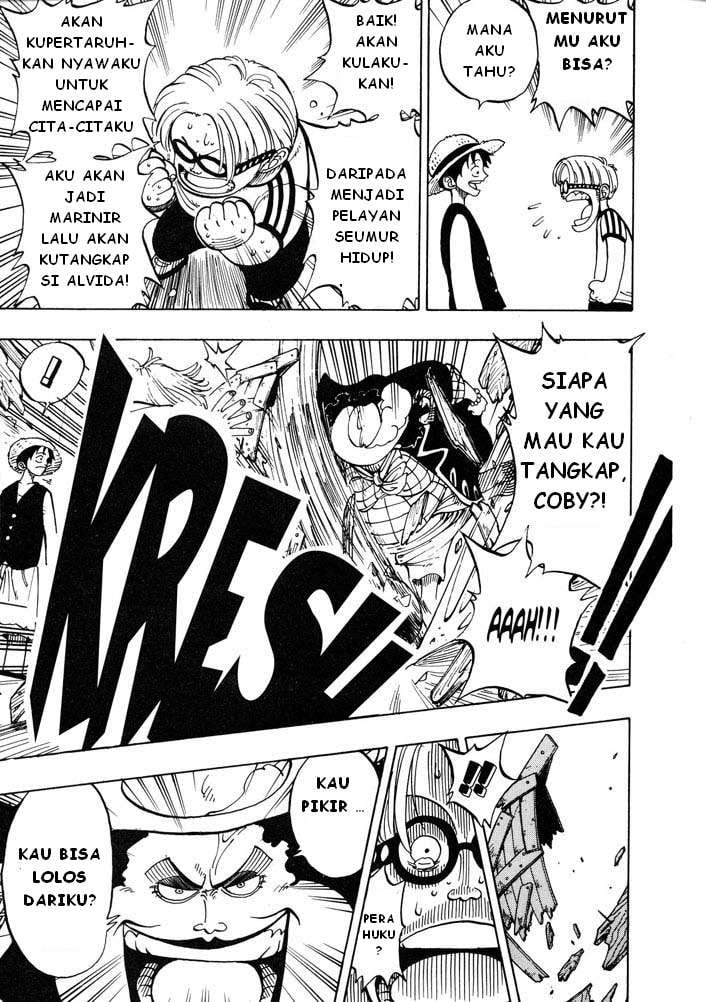 MENURUT
MU AKU
BISA?
MANA
AKU
TAHU?
BAIK!
AKAN
KULAKU-
KAN!
DARIPADA
MENJADI
PELAYAN
SEUMUR
HIDUP!
AKAN
KUPERTARUH-
KAN NYAWAKU
UNTUK
MENCAPAI
CITA-CITAKU
AKU AKAN
JADI
MARINIR
LALU AKAN
KUTANGKAP
SI ALVIDA!
SIAPA
YANG
MAU KAU
TANGKAP,
COBY?!
AAAH!!!
!
KRESI!
!!
!!
PERA
HUKU
?
KAU
PIKIR ...
KAU BISA
LOLOS
DARIKU?